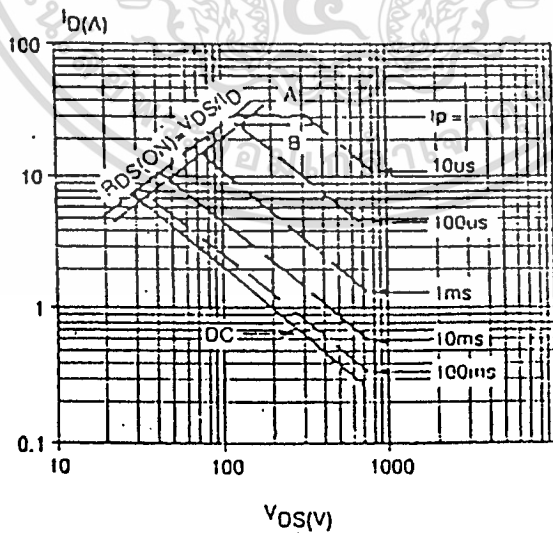 ID(A)
100
RDS(ON)=VDS/ID
A
tp =
B
10us
10
100us
1ms
1
DC
10ms
100ms
0.1
10
100
1000
VDS(V)